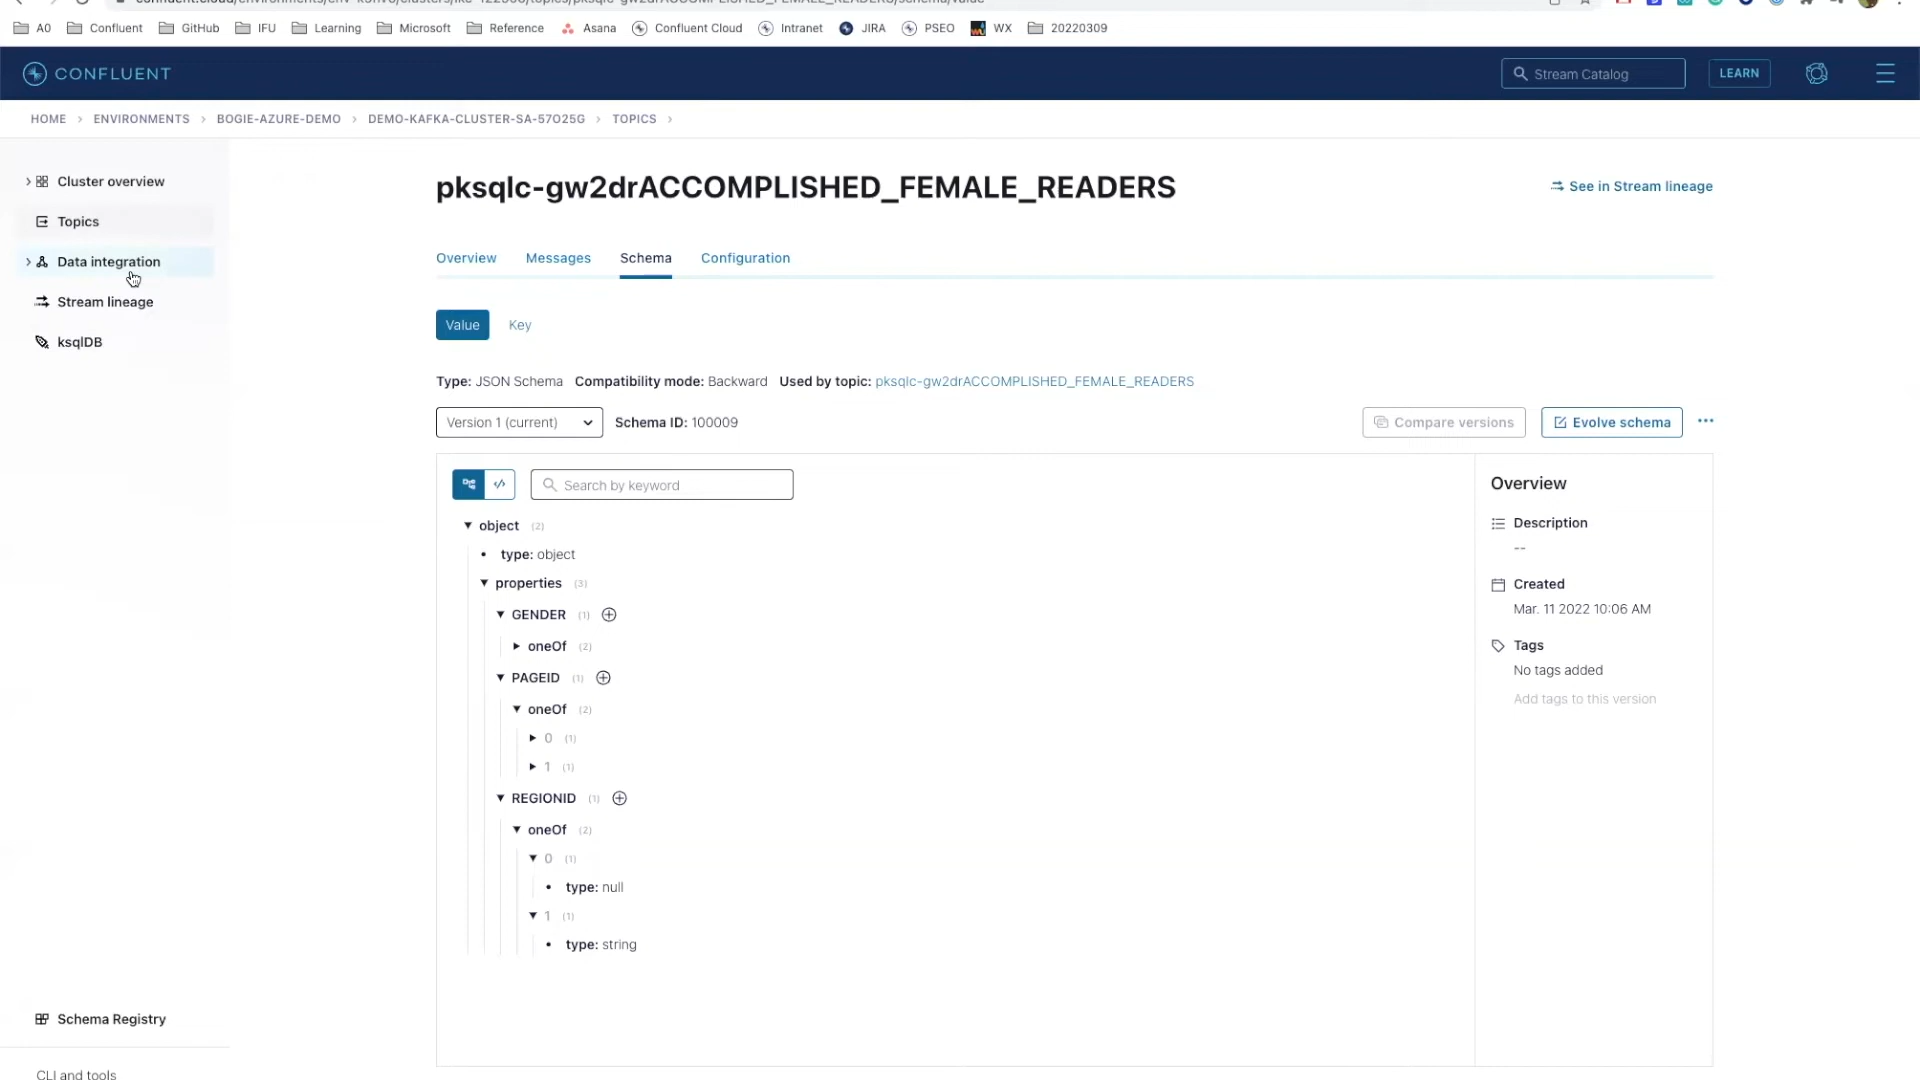 A0 Confluent GitHub IFU Learning Microsoft Reference Asana Confluent Cloud Intranet JIRA PSEO WX 20220309
CONFLUENT
Stream Catalog
LEARN
HOME > ENVIRONMENTS > BOGIE-AZURE-DEMO > DEMO-KAFKA-CLUSTER-SA-57O25G > TOPICS >
Cluster overview
Topics
Data integration
Stream lineage
ksqlDB
Schema Registry
CLI and tools
pksqlc-gw2drACCOMPLISHED_FEMALE_READERS
See in Stream lineage
Overview Messages Schema Configuration
Value Key
Type: JSON Schema Compatibility mode: Backward Used by topic: pksqlc-gw2drACCOMPLISHED_FEMALE_READERS
Version 1 (current) Schema ID: 100009
Compare versions
Evolve schema
Search by keyword
object (2)
type: object
properties (3)
GENDER (1)
oneOf (2)
PAGEID (1)
oneOf (2)
0 (1)
1 (1)
REGIONID (1)
oneOf (2)
0 (1)
type: null
1 (1)
type: string
Overview
Description
--
Created
Mar. 11 2022 10:06 AM
Tags
No tags added
Add tags to this version